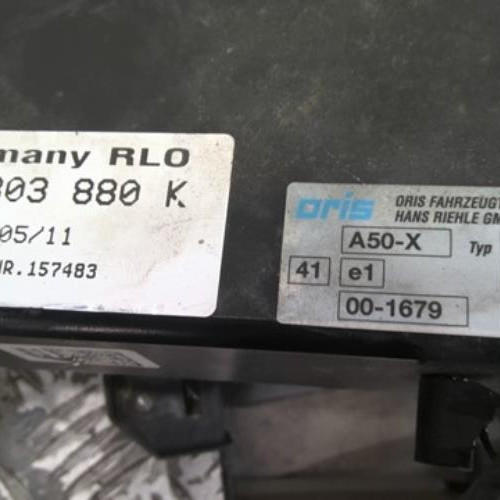 many RLO
803 880 K
05/11
NR.157483
oris ORIS FAHRZEUGT
HANS RIEHLE GM
A50-X Typ
41 e1
00-1679